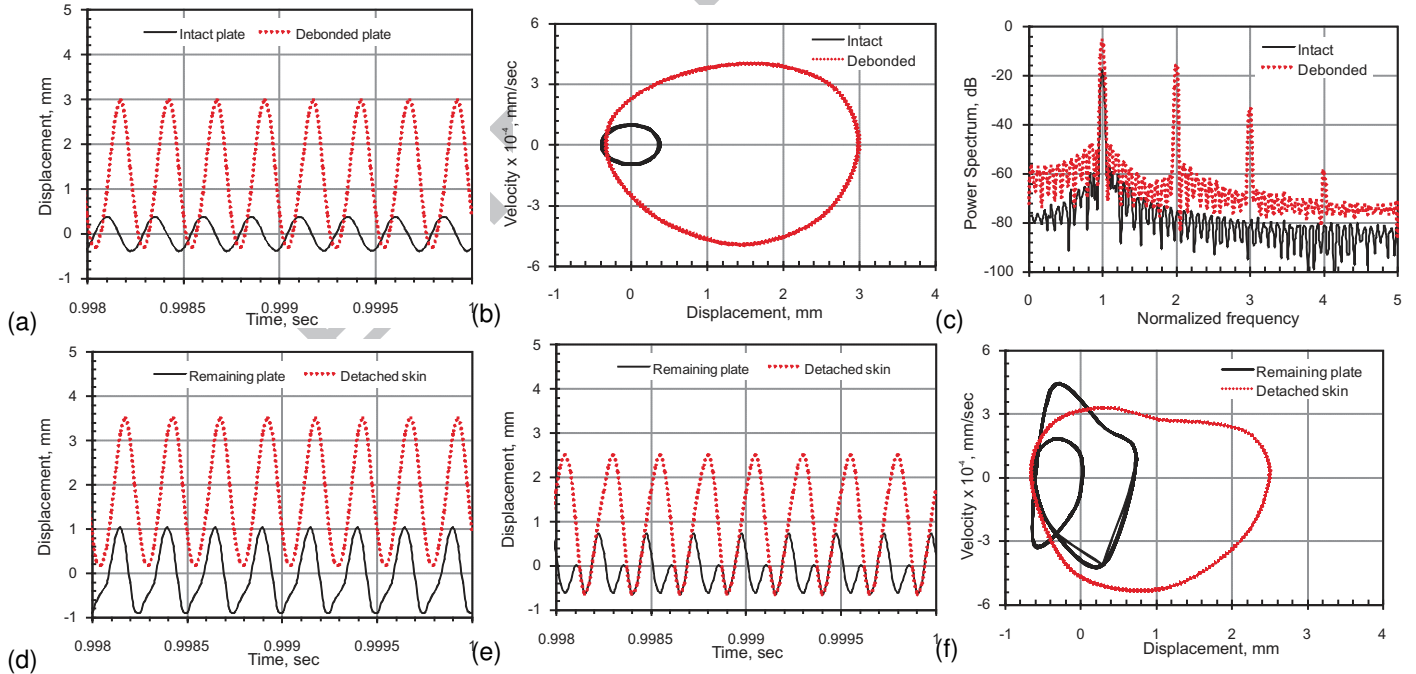 5
4
3
2
1
0
-1
Displacement, mm
Intact plate
Debonded plate
0.998
0.9985
0.999
0.9995
1
Time, sec
(a)
6
3
0
-3
-6
Velocity x 10⁻⁴, mm/sec
Intact
Debonded
-1
0
1
2
3
4
Displacement, mm
(b)
0
-20
-40
-60
-80
-100
Power Spectrum, dB
Intact
Debonded
0
1
2
3
4
5
Normalized frequency
(c)
5
4
3
2
1
0
-1
Displacement, mm
Remaining plate
Detached skin
0.998
0.9985
0.999
0.9995
1
Time, sec
(d)
5
4
3
2
1
0
-1
Displacement, mm
Remaining plate
Detached skin
0.998
0.9985
0.999
0.9995
1
Time, sec
(e)
6
3
0
-3
-6
Velocity x 10⁻⁴, mm/sec
Remaining plate
Detached skin
-1
0
1
2
3
4
Displacement, mm
(f)